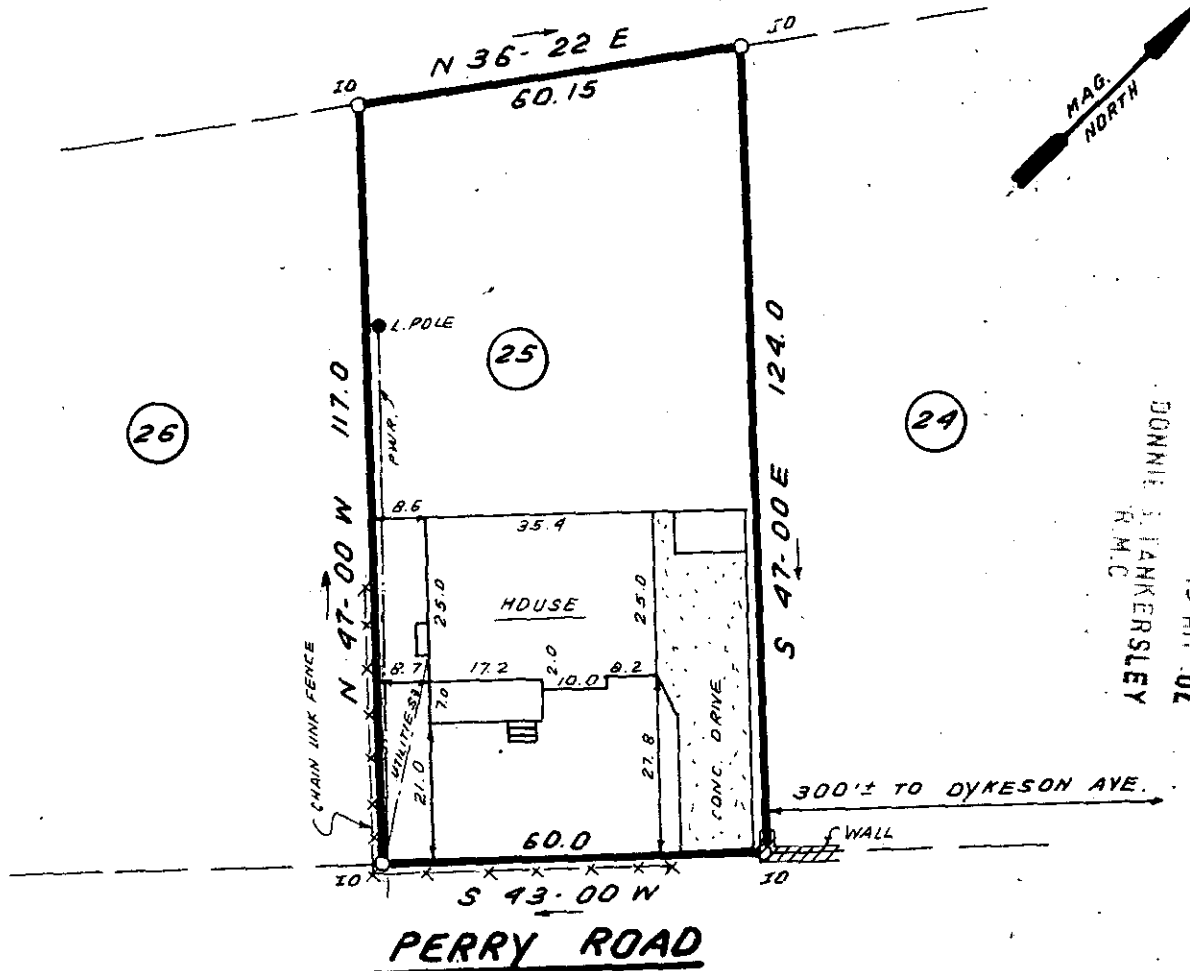 N 36-22 E
60.15
IO
IO
MAG.
NORTH
L. POLE
25
26
24
117.0
N 47-00 W
PWR.
124.0
S 47-00 E
8.6
35.4
25.0
HOUSE
25.0
8.7
17.2
2.0
10.0
8.2
7.0
UTILITIES
21.0
27.8
CONC. DRIVE
CHAIN LINK FENCE
300'± TO DYKESON AVE.
WALL
60.0
IO
IO
S 43-00 W
PERRY ROAD
TANKERSLEY
R.M.C